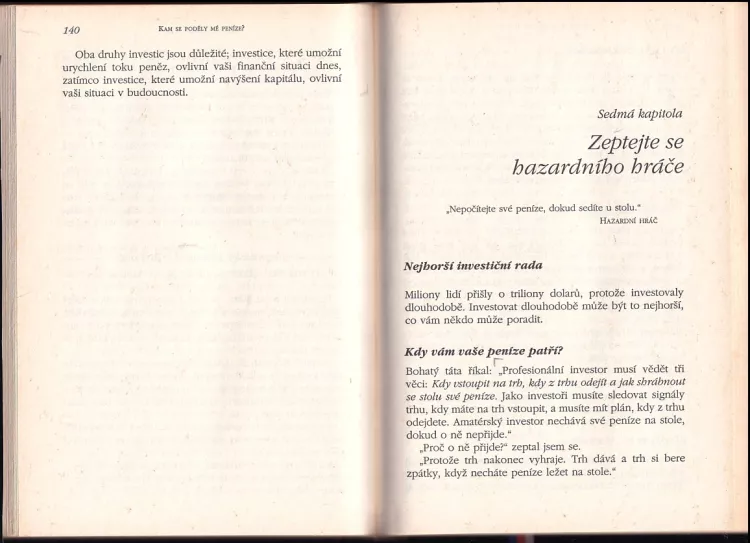 140
Kam se poděly mé peníze?
Oba druhy investic jsou důležité; investice, které umožní
urychlení toku peněz, ovlivní vaši finanční situaci dnes,
zatímco investice, které umožní navýšení kapitálu, ovlivní
vaši situaci v budoucnosti.
Sedmá kapitola
Zeptejte se
hazardního hráče
„Nepočítejte své peníze, dokud sedíte u stolu.“
Hazardní hráč
Nejhorší investiční rada
Miliony lidí přišly o triliony dolarů, protože investovaly
dlouhodobě. Investovat dlouhodobě může být to nejhorší,
co vám někdo může poradit.
Kdy vám vaše peníze patří?
Bohatý táta říkal: „Profesionální investor musí vědět tři
věci: Kdy vstoupit na trh, kdy z trhu odejít a jak shrábnout
se stolu své peníze. Jako investoři musíte sledovat signály
trhu, kdy máte na trh vstoupit, a musíte mít plán, kdy z trhu
odejdete. Amatérský investor nechává své peníze na stole,
dokud o ně nepřijde.“
„Proč o ně přijde?“ zeptal jsem se.
„Protože trh nakonec vyhraje. Trh dává a trh si bere
zpátky, když necháte peníze ležet na stole.“